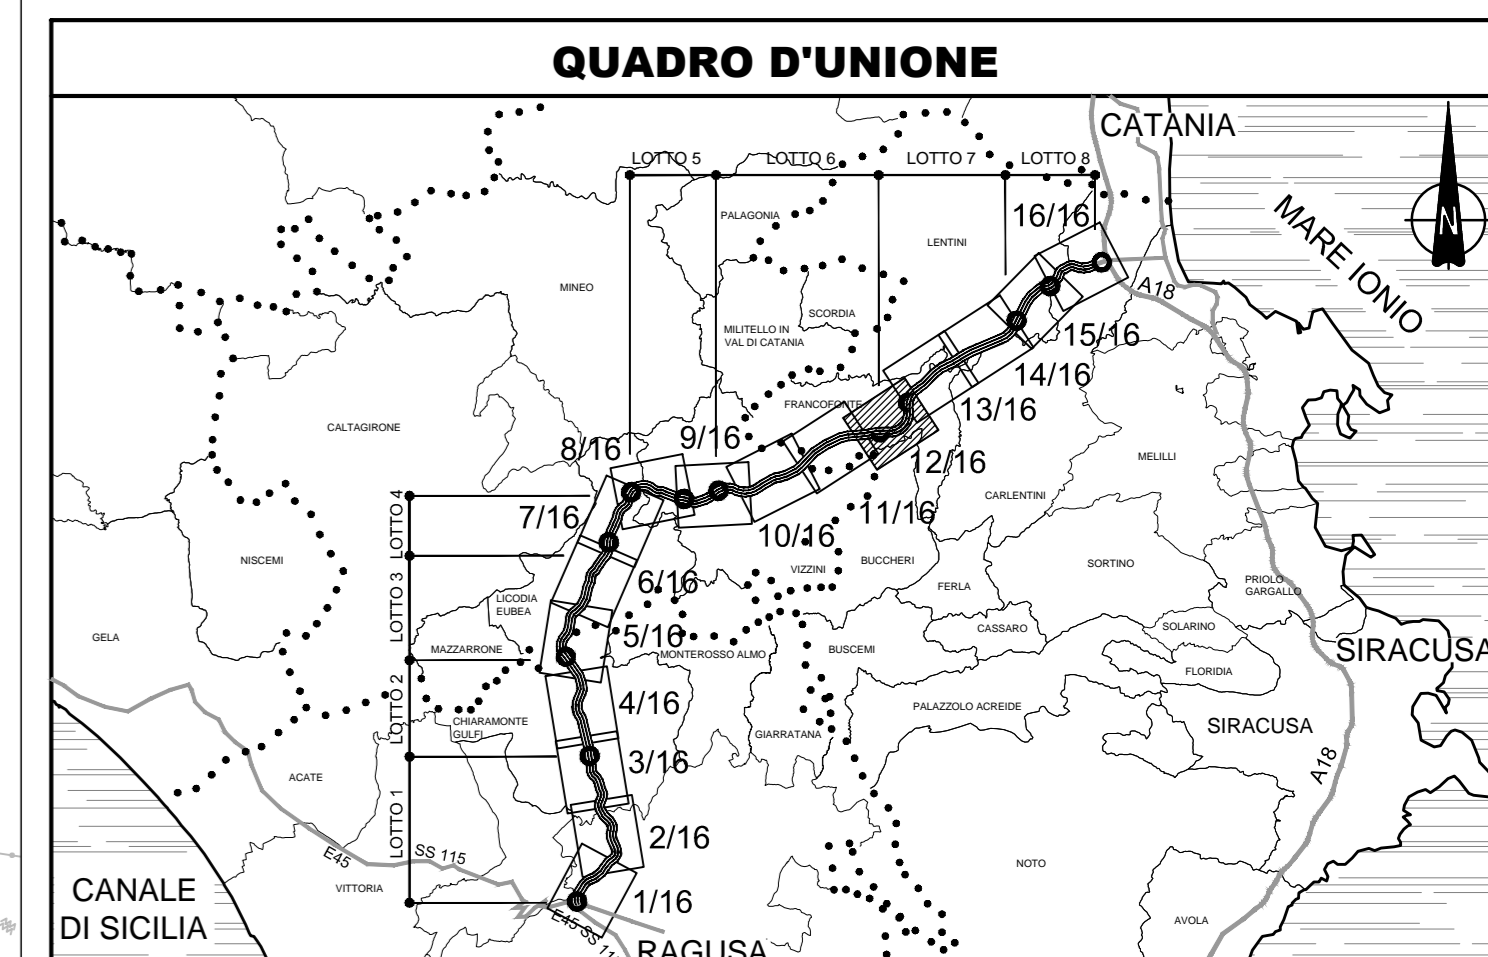 QUADRO D'UNIONE
CATANIA
LOTTO 5
LOTTO 6
LOTTO 7
LOTTO 8
N
MARE IONIO
PALAGONIA
16/16
LENTINI
MINEO
A18
SCORDIA
MILITELLO IN
VAL DI CATANIA
15/16
14/16
FRANCOFONTE
13/16
CALTAGIRONE
8/16
9/16
12/16
MELILLI
CARLENTINI
LOTTO 4
7/16
11/16
10/16
NISCEMI
VIZZINI
BUCCHERI
SORTINO
FERLA
PRIOLO
GARGALLO
6/16
LOTTO 3
LICODIA
EUBEA
GELA
5/16
CASSARO
SOLARINO
MAZZARRONE
MONTEROSSO ALMO
BUSCEMI
SIRACUSA
FLORIDIA
LOTTO 2
4/16
PALAZZOLO ACREIDE
CHIARAMONTE
GULFI
GIARRATANA
SIRACUSA
3/16
A18
ACATE
LOTTO 1
2/16
E45
SS 115
NOTO
VITTORIA
CANALE
DI SICILIA
1/16
E45 SS 11
AVOLA
RAGUSA